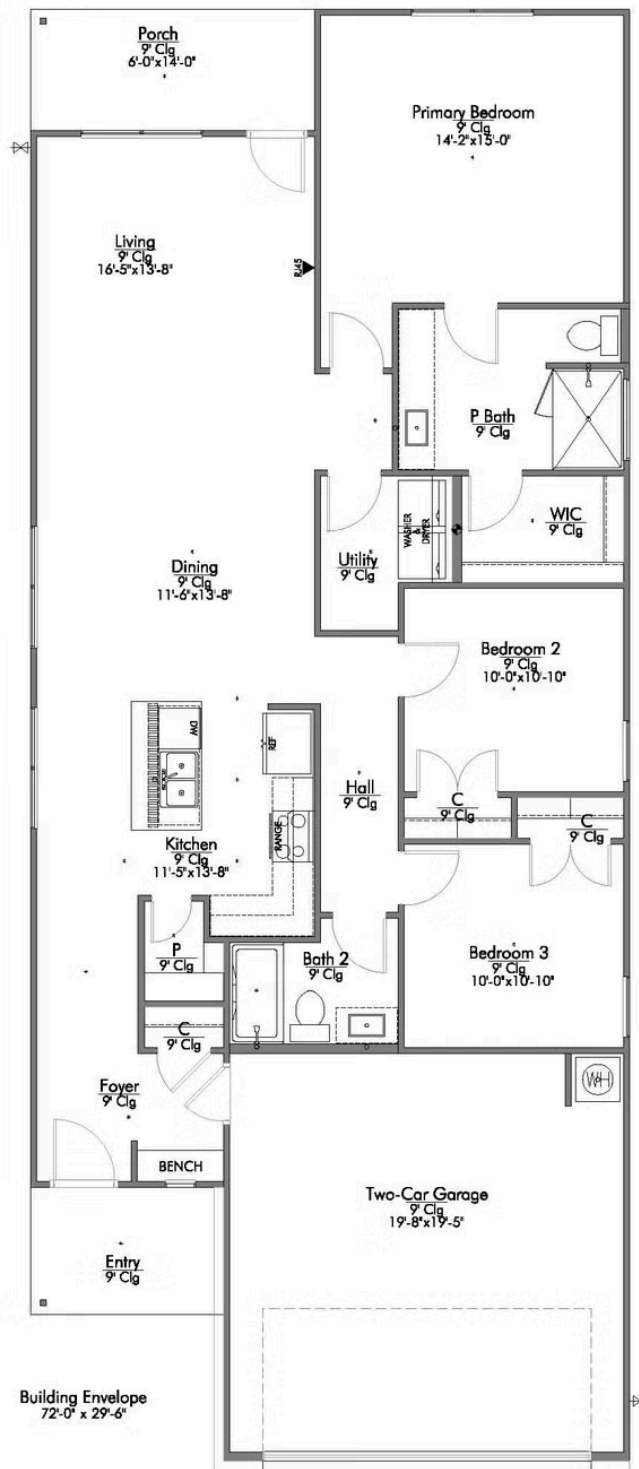 Porch
9' Clg
6'-0"x14'-0"
Primary Bedroom
9' Clg
14'-2"x15'-0"
Living
9' Clg
16'-5"x13'-8"
RJ45
P Bath
9' Clg
WASHER
&
DRYER
WIC
9' Clg
Utility
9' Clg
Dining
9' Clg
11'-6"x13'-8"
Bedroom 2
9' Clg
10'-0"x10'-10"
DW
REF
Hall
9' Clg
C
9' Clg
C
9' Clg
RANGE
Kitchen
9' Clg
11'-5"x13'-8"
P
9' Clg
Bath 2
9' Clg
Bedroom 3
9' Clg
10'-0"x10'-10"
C
9' Clg
Foyer
9' Clg
WH
BENCH
Two-Car Garage
9' Clg
19'-8"x19'-5"
Entry
9' Clg
Building Envelope
72'-0" x 29'-6"